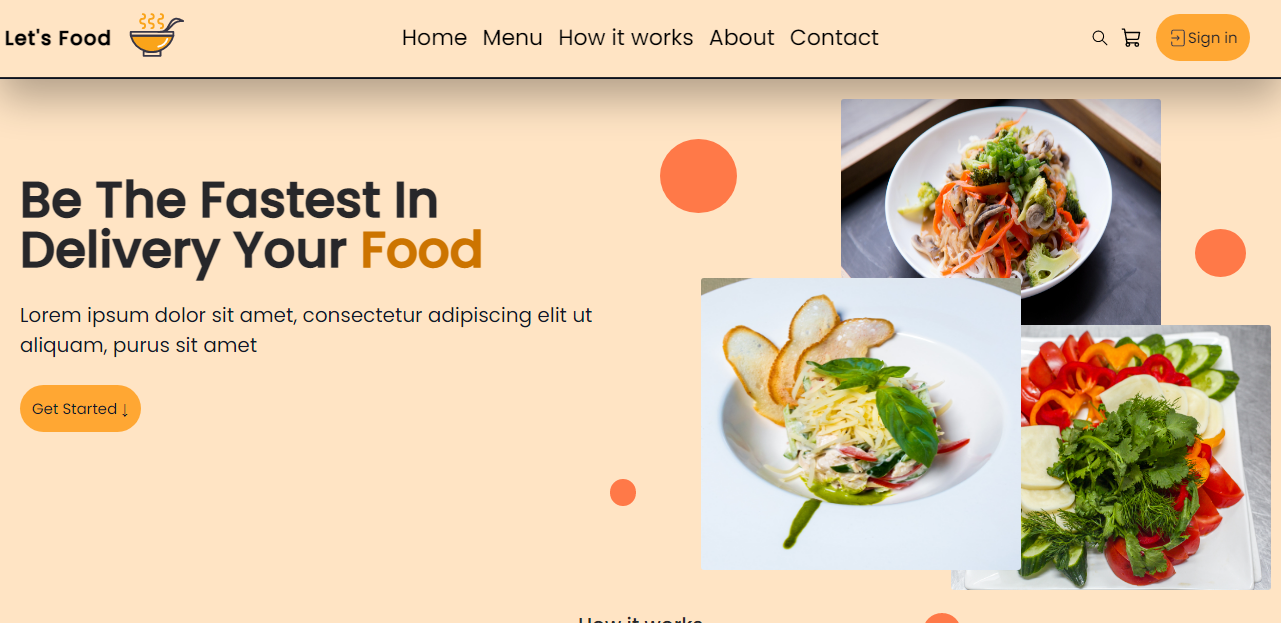 Let's Food
Home Menu How it works About Contact
Sign in
Be The Fastest In
Delivery Your Food
Lorem ipsum dolor sit amet, consectetur adipiscing elit ut
aliquam, purus sit amet
Get Started ↓
How it works